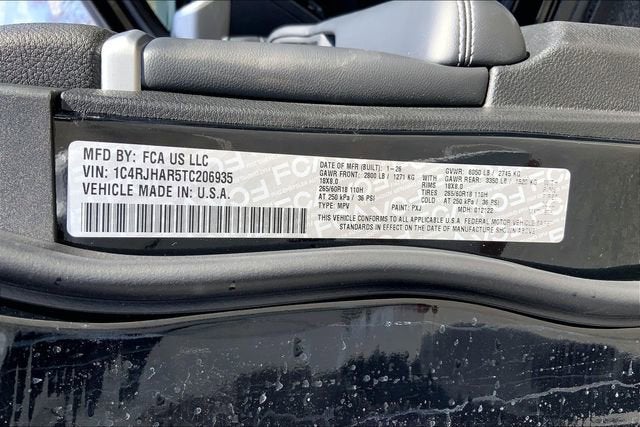 MFD BY: FCA US LLC
VIN: 1C4RJHAR5TC206935
VEHICLE MADE IN U.S.A.
DATE OF MFR (BUILT): 1-26
GAWR FRONT: 2800 LB / 1271 KG
18X8.0
265/60R18 110H
AT 250 kPa / 36 PSI
TYPE: MPV PAINT: PXJ
GVWR: 6050 LB / 2745 KG
GAWR REAR: 3350 LB / 1520 KG
RIMS 18X8.0
TIRES 265/60R18 110H
COLD AT 250 kPa / 36 PSI
MDH: 012122
THIS VEHICLE CONFORMS TO ALL APPLICABLE U.S.A. FEDERAL MOTOR VEHICLE
STANDARDS IN EFFECT ON THE DATE OF MANUFACTURE SHOWN ABOVE